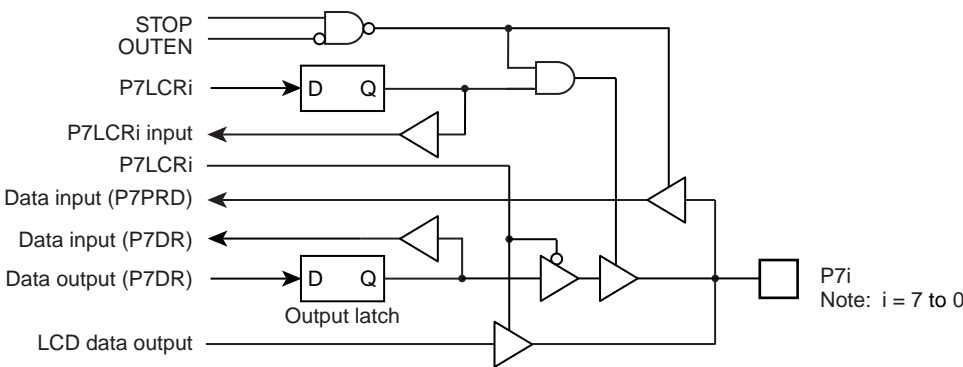 STOP
OUTEN
P7LCRi
D Q
P7LCRi input
P7LCRi
Data input (P7PRD)
Data input (P7DR)
Data output (P7DR)
D Q
Output latch
P7i
Note: i = 7 to 0
LCD data output